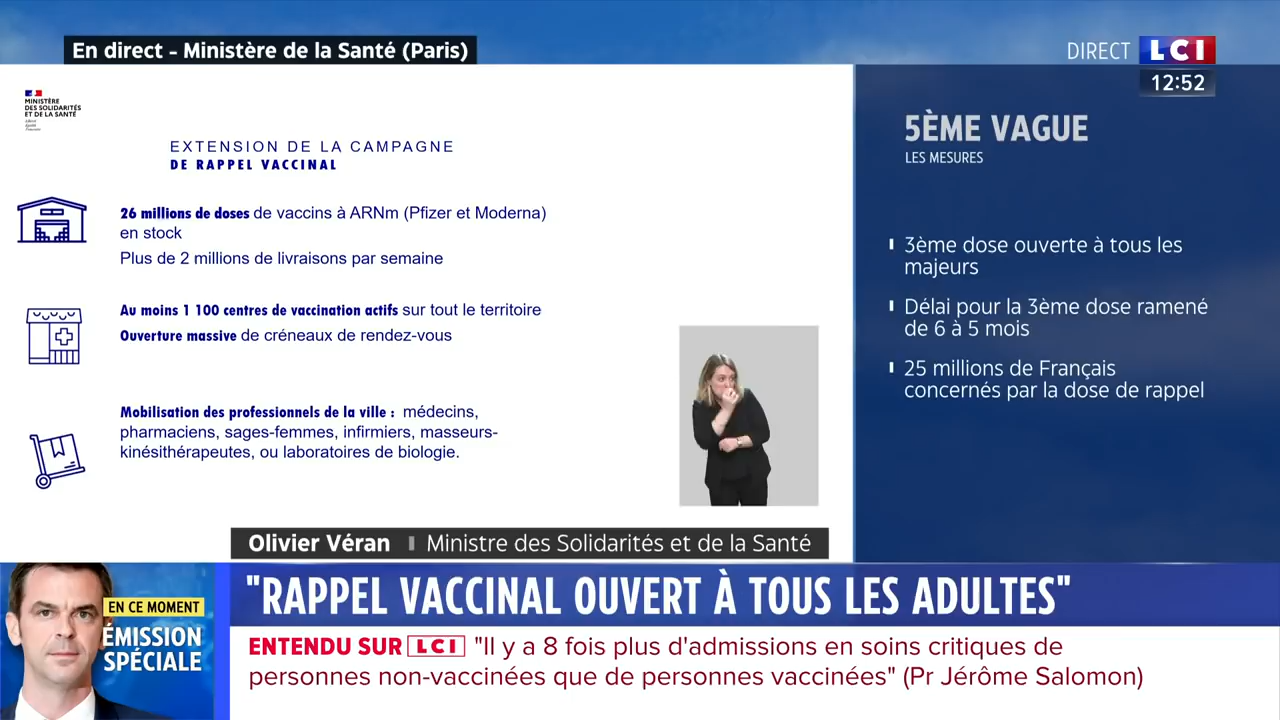 En direct - Ministère de la Santé (Paris)
DIRECT LCI
12:52
MINISTÈRE
DES SOLIDARITÉS
ET DE LA SANTÉ
EXTENSION DE LA CAMPAGNE
DE RAPPEL VACCINAL
26 millions de doses de vaccins à ARNm (Pfizer et Moderna)
en stock
Plus de 2 millions de livraisons par semaine
Au moins 1 100 centres de vaccination actifs sur tout le territoire
Ouverture massive de créneaux de rendez-vous
Mobilisation des professionnels de la ville : médecins,
pharmaciens, sages-femmes, infirmiers, masseurs-
kinésithérapeutes, ou laboratoires de biologie.
5ÈME VAGUE
LES MESURES
3ème dose ouverte à tous les
majeurs
Délai pour la 3ème dose ramené
de 6 à 5 mois
25 millions de Français
concernés par la dose de rappel
Olivier Véran Ministre des Solidarités et de la Santé
EN CE MOMENT
ÉMISSION
SPÉCIALE
"RAPPEL VACCINAL OUVERT À TOUS LES ADULTES"
ENTENDU SUR LCI "Il y a 8 fois plus d'admissions en soins critiques de
personnes non-vaccinées que de personnes vaccinées" (Pr Jérôme Salomon)